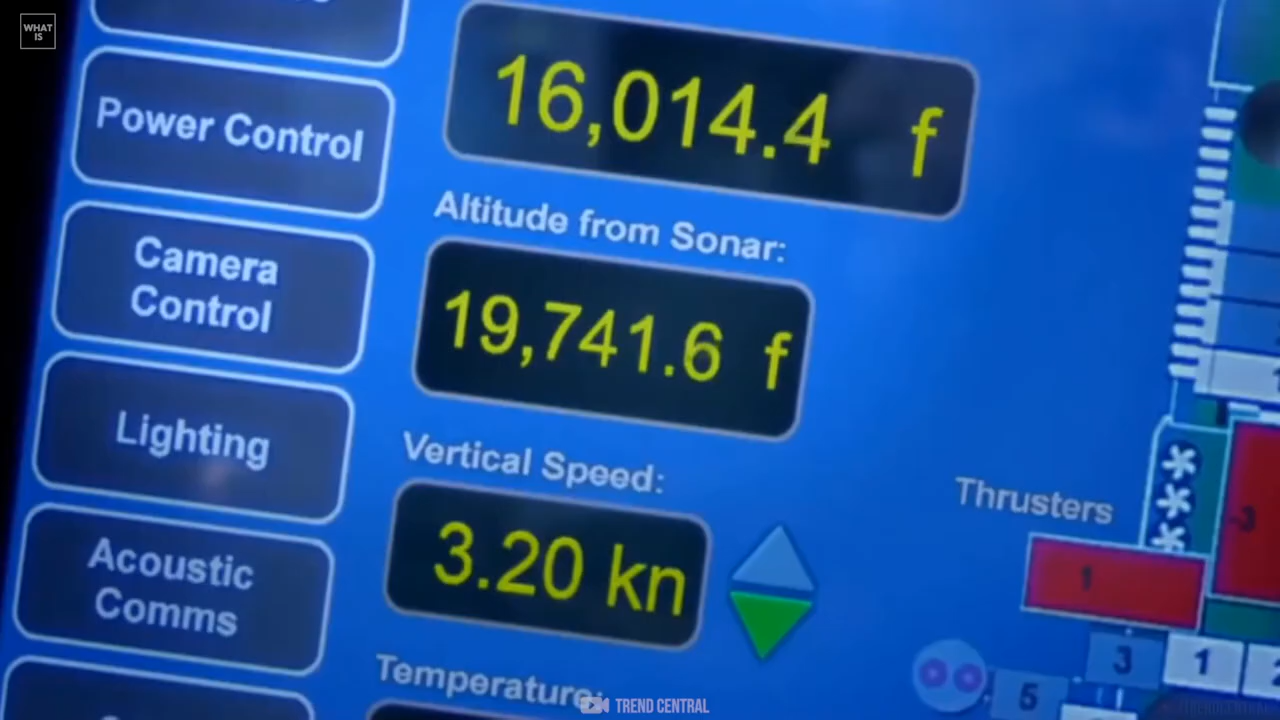 WHAT
IS
16,014.4 f
Power Control
Altitude from Sonar:
Camera
Control
19,741.6 f
Lighting
Vertical Speed:
3.20 kn
Thrusters
-3
1
Acoustic
Comms
3
1
5
Temperature:
TREND CENTRAL